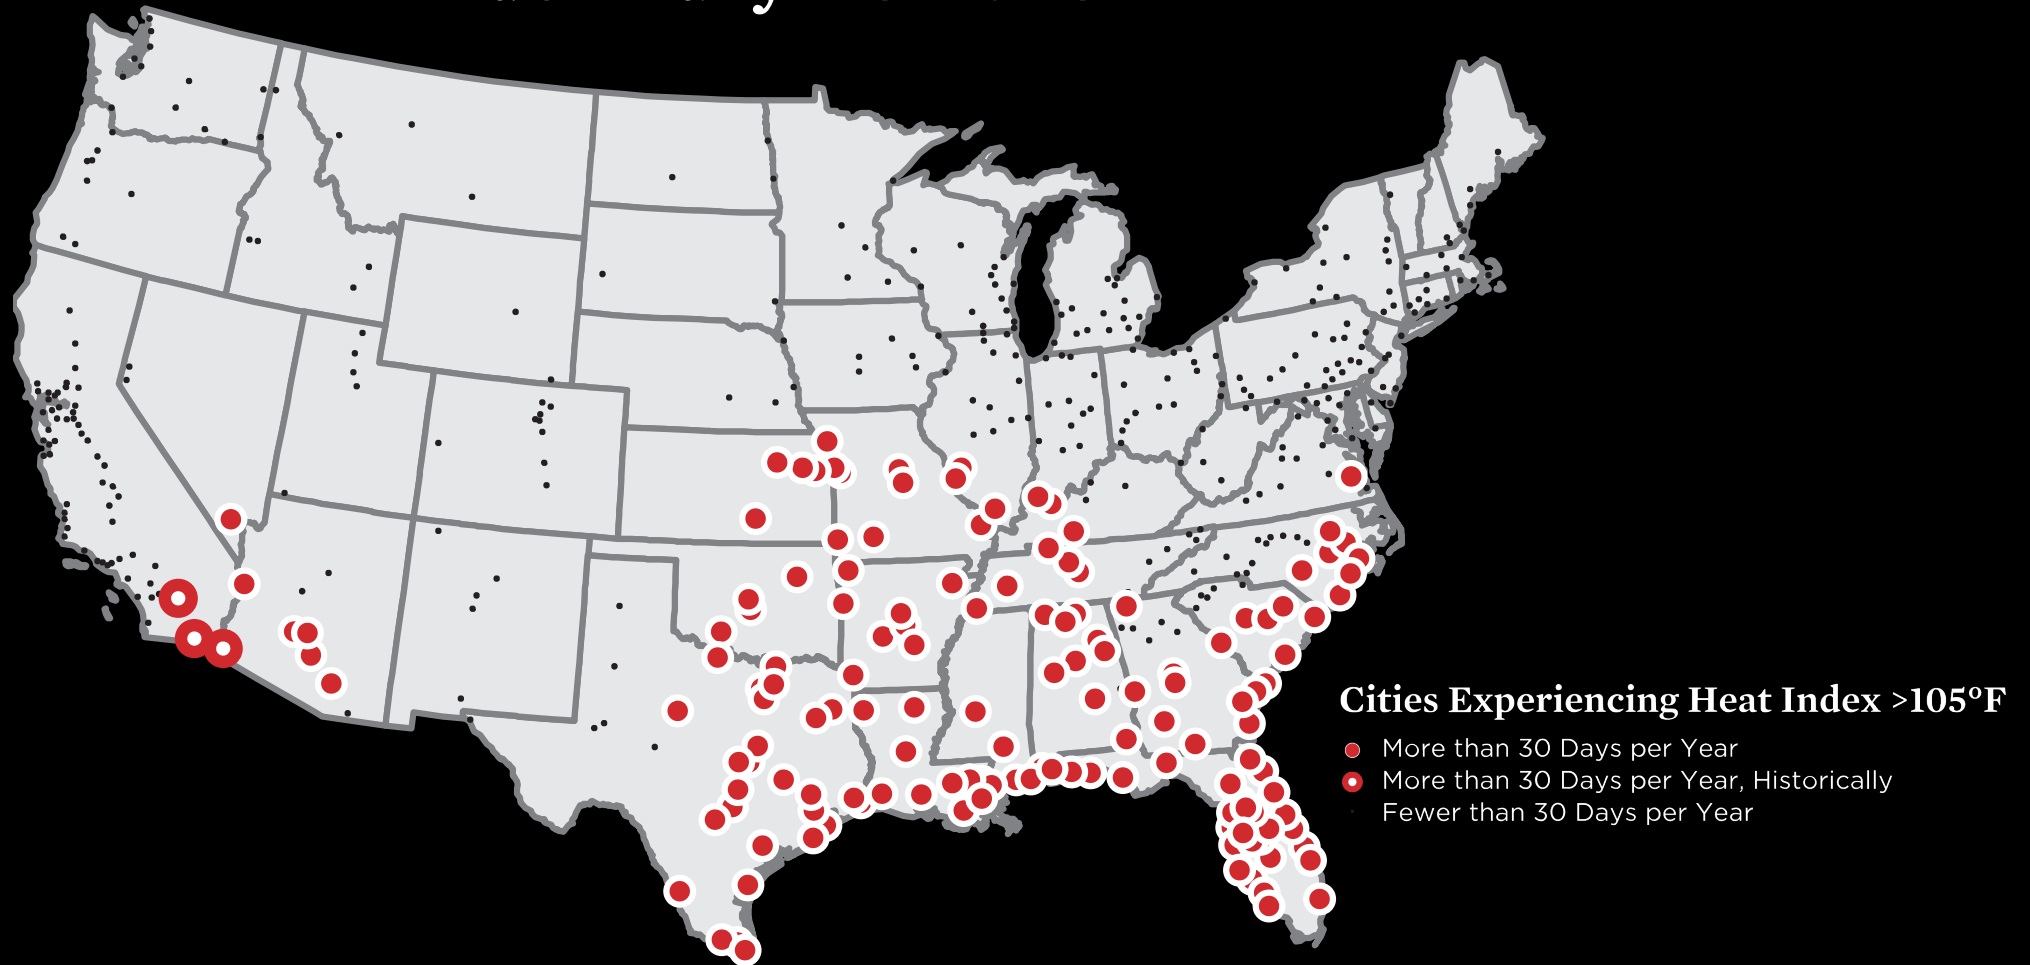 Cities Experiencing Heat Index >105°F
More than 30 Days per Year
More than 30 Days per Year, Historically
Fewer than 30 Days per Year